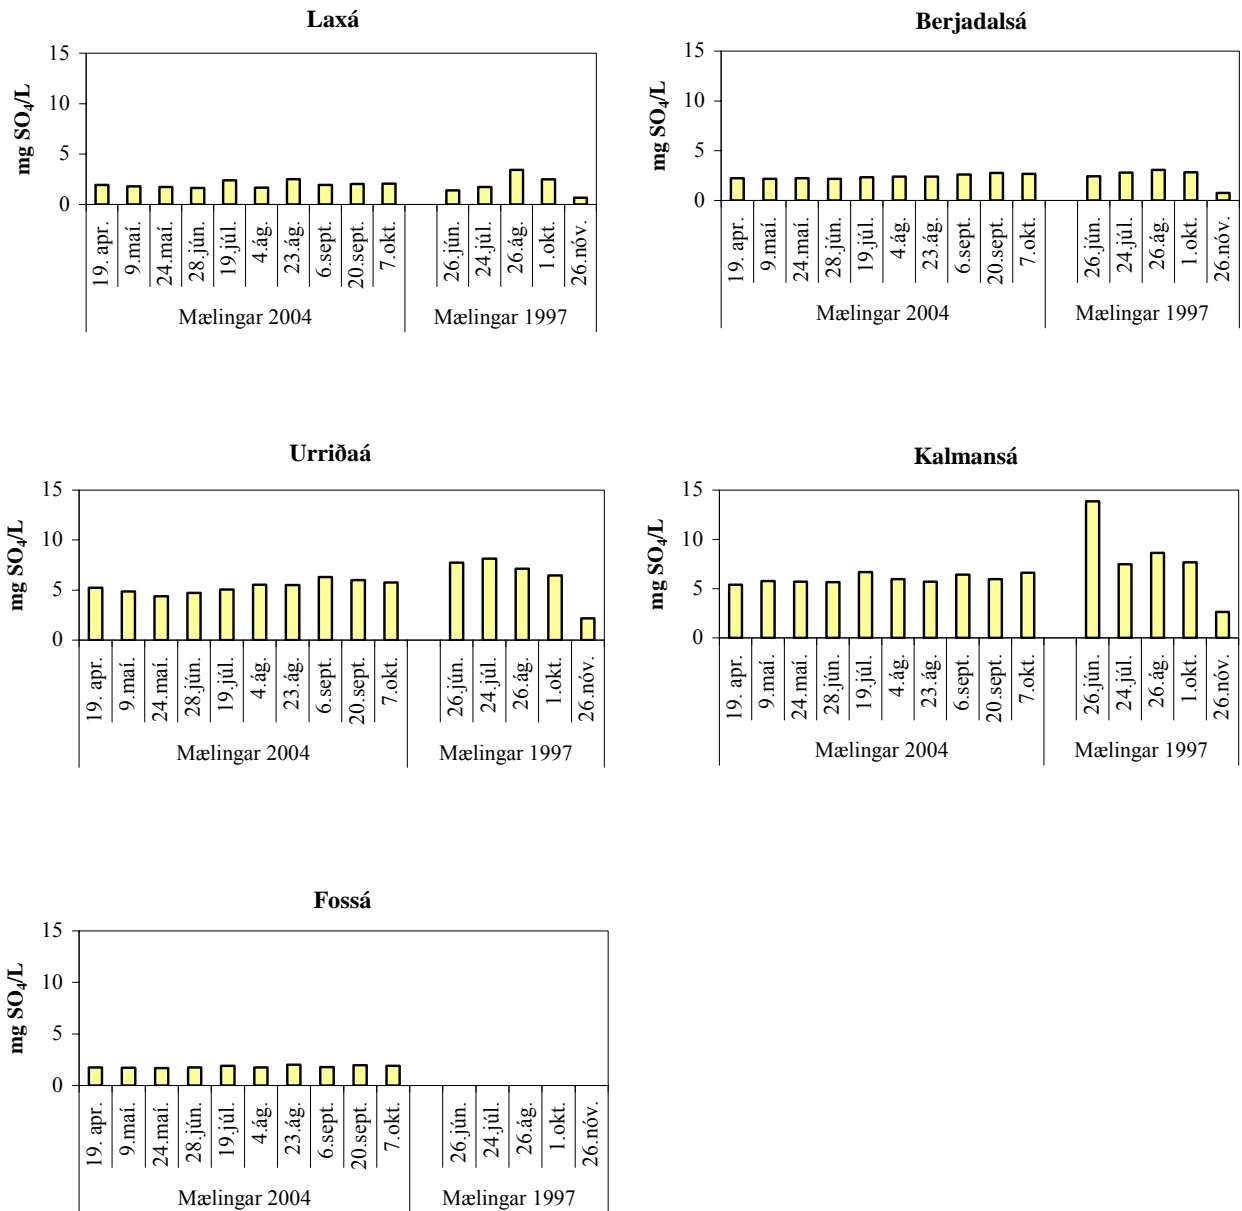 Laxá
mg SO₄/L
15
10
5
0
19. apr.
9.maí.
24.maí.
28.jún.
19.júl.
4.ág.
23.ág.
6.sept.
20.sept.
7.okt.
26.jún.
24.júl.
26.ág.
1.okt.
26.nóv.
Mælingar 2004
Mælingar 1997
Berjadalsá
mg SO₄/L
15
10
5
0
19. apr.
9.maí.
24.maí.
28.jún.
19.júl.
4.ág.
23.ág.
6.sept.
20.sept.
7.okt.
26.jún.
24.júl.
26.ág.
1.okt.
26.nóv.
Mælingar 2004
Mælingar 1997
Urriðaá
mg SO₄/L
15
10
5
0
19. apr.
9.maí.
24.maí.
28.jún.
19.júl.
4.ág.
23.ág.
6.sept.
20.sept.
7.okt.
26.jún.
24.júl.
26.ág.
1.okt.
26.nóv.
Mælingar 2004
Mælingar 1997
Kalmansá
mg SO₄/L
15
10
5
0
19. apr.
9.maí.
24.maí.
28.jún.
19.júl.
4.ág.
23.ág.
6.sept.
20.sept.
7.okt.
26.jún.
24.júl.
26.ág.
1.okt.
26.nóv.
Mælingar 2004
Mælingar 1997
Fossá
mg SO₄/L
15
10
5
0
19. apr.
9.maí.
24.maí.
28.jún.
19.júl.
4.ág.
23.ág.
6.sept.
20.sept.
7.okt.
26.jún.
24.júl.
26.ág.
1.okt.
26.nóv.
Mælingar 2004
Mælingar 1997